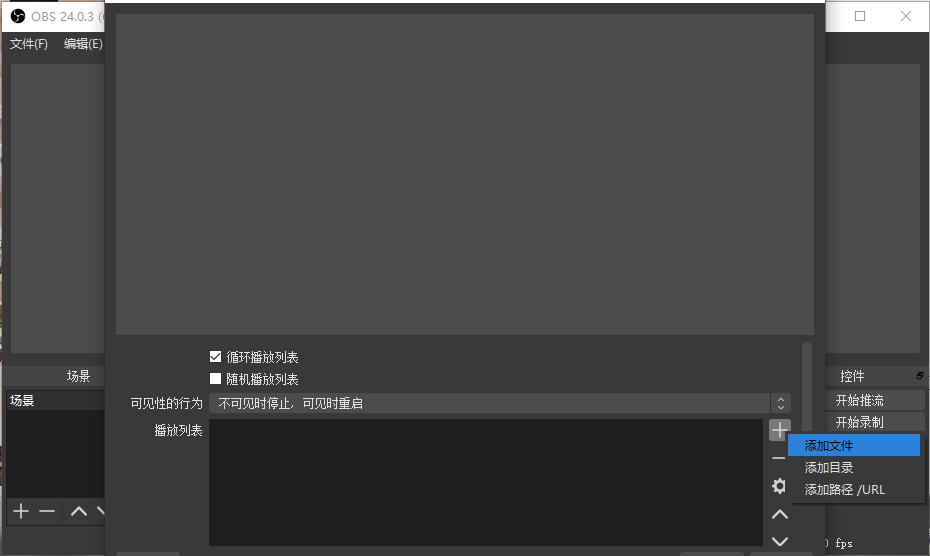 OBS 24.0.3 (
文件(F) 编辑(E)
循环播放列表
随机播放列表
可见性的行为 不可见时停止，可见时重启
播放列表
场景
场景
控件
开始推流
开始录制
添加文件
添加目录
添加路径 /URL
fps